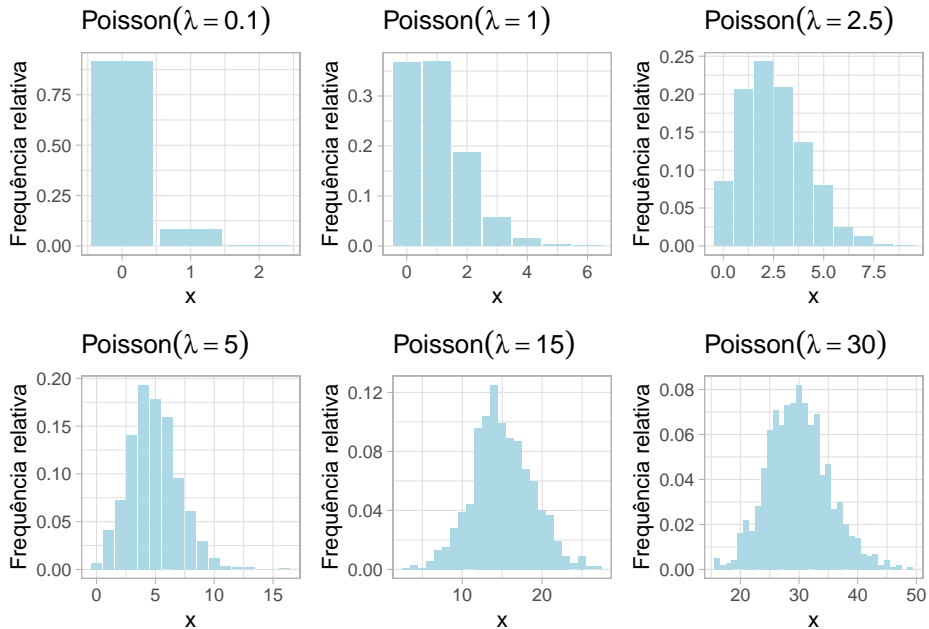 Poisson(λ = 0.1)
Frequência relativa
0.75
0.50
0.25
0.00
0 1 2
x
Poisson(λ = 1)
Frequência relativa
0.3
0.2
0.1
0.0
0 2 4 6
x
Poisson(λ = 2.5)
Frequência relativa
0.25
0.20
0.15
0.10
0.05
0.00
0.0 2.5 5.0 7.5
x
Poisson(λ = 5)
Frequência relativa
0.20
0.15
0.10
0.05
0.00
0 5 10 15
x
Poisson(λ = 15)
Frequência relativa
0.12
0.08
0.04
0.00
10 20
x
Poisson(λ = 30)
Frequência relativa
0.08
0.06
0.04
0.02
0.00
20 30 40 50
x